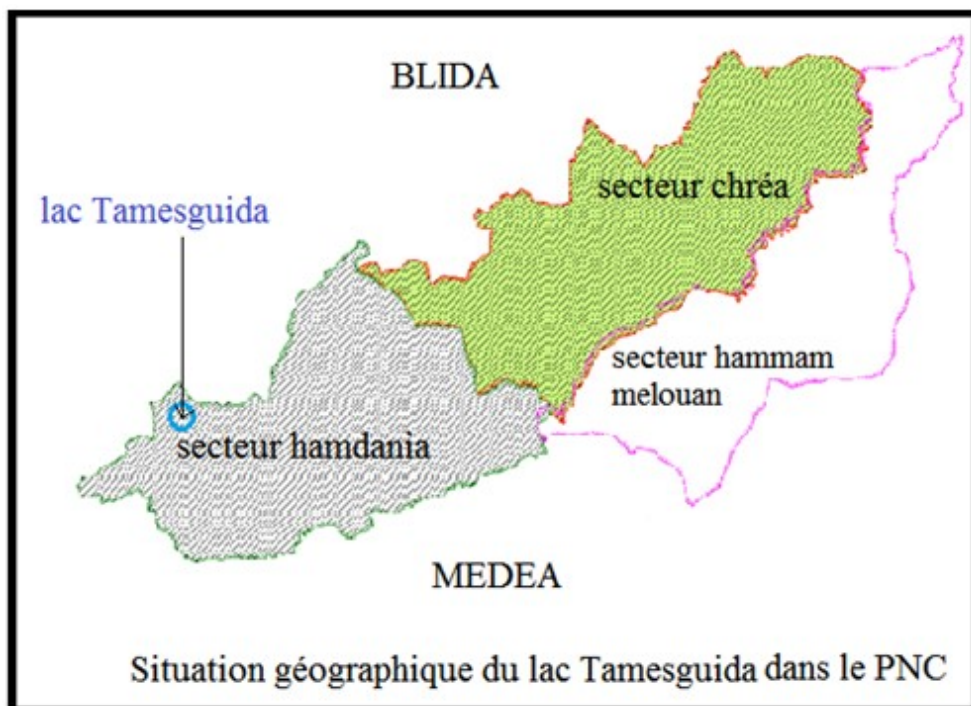 BLIDA
secteur chréa
lac Tamesguida
secteur hammam
melouan
secteur hamdania
MEDEA
Situation géographique du lac Tamesguida dans le PNC